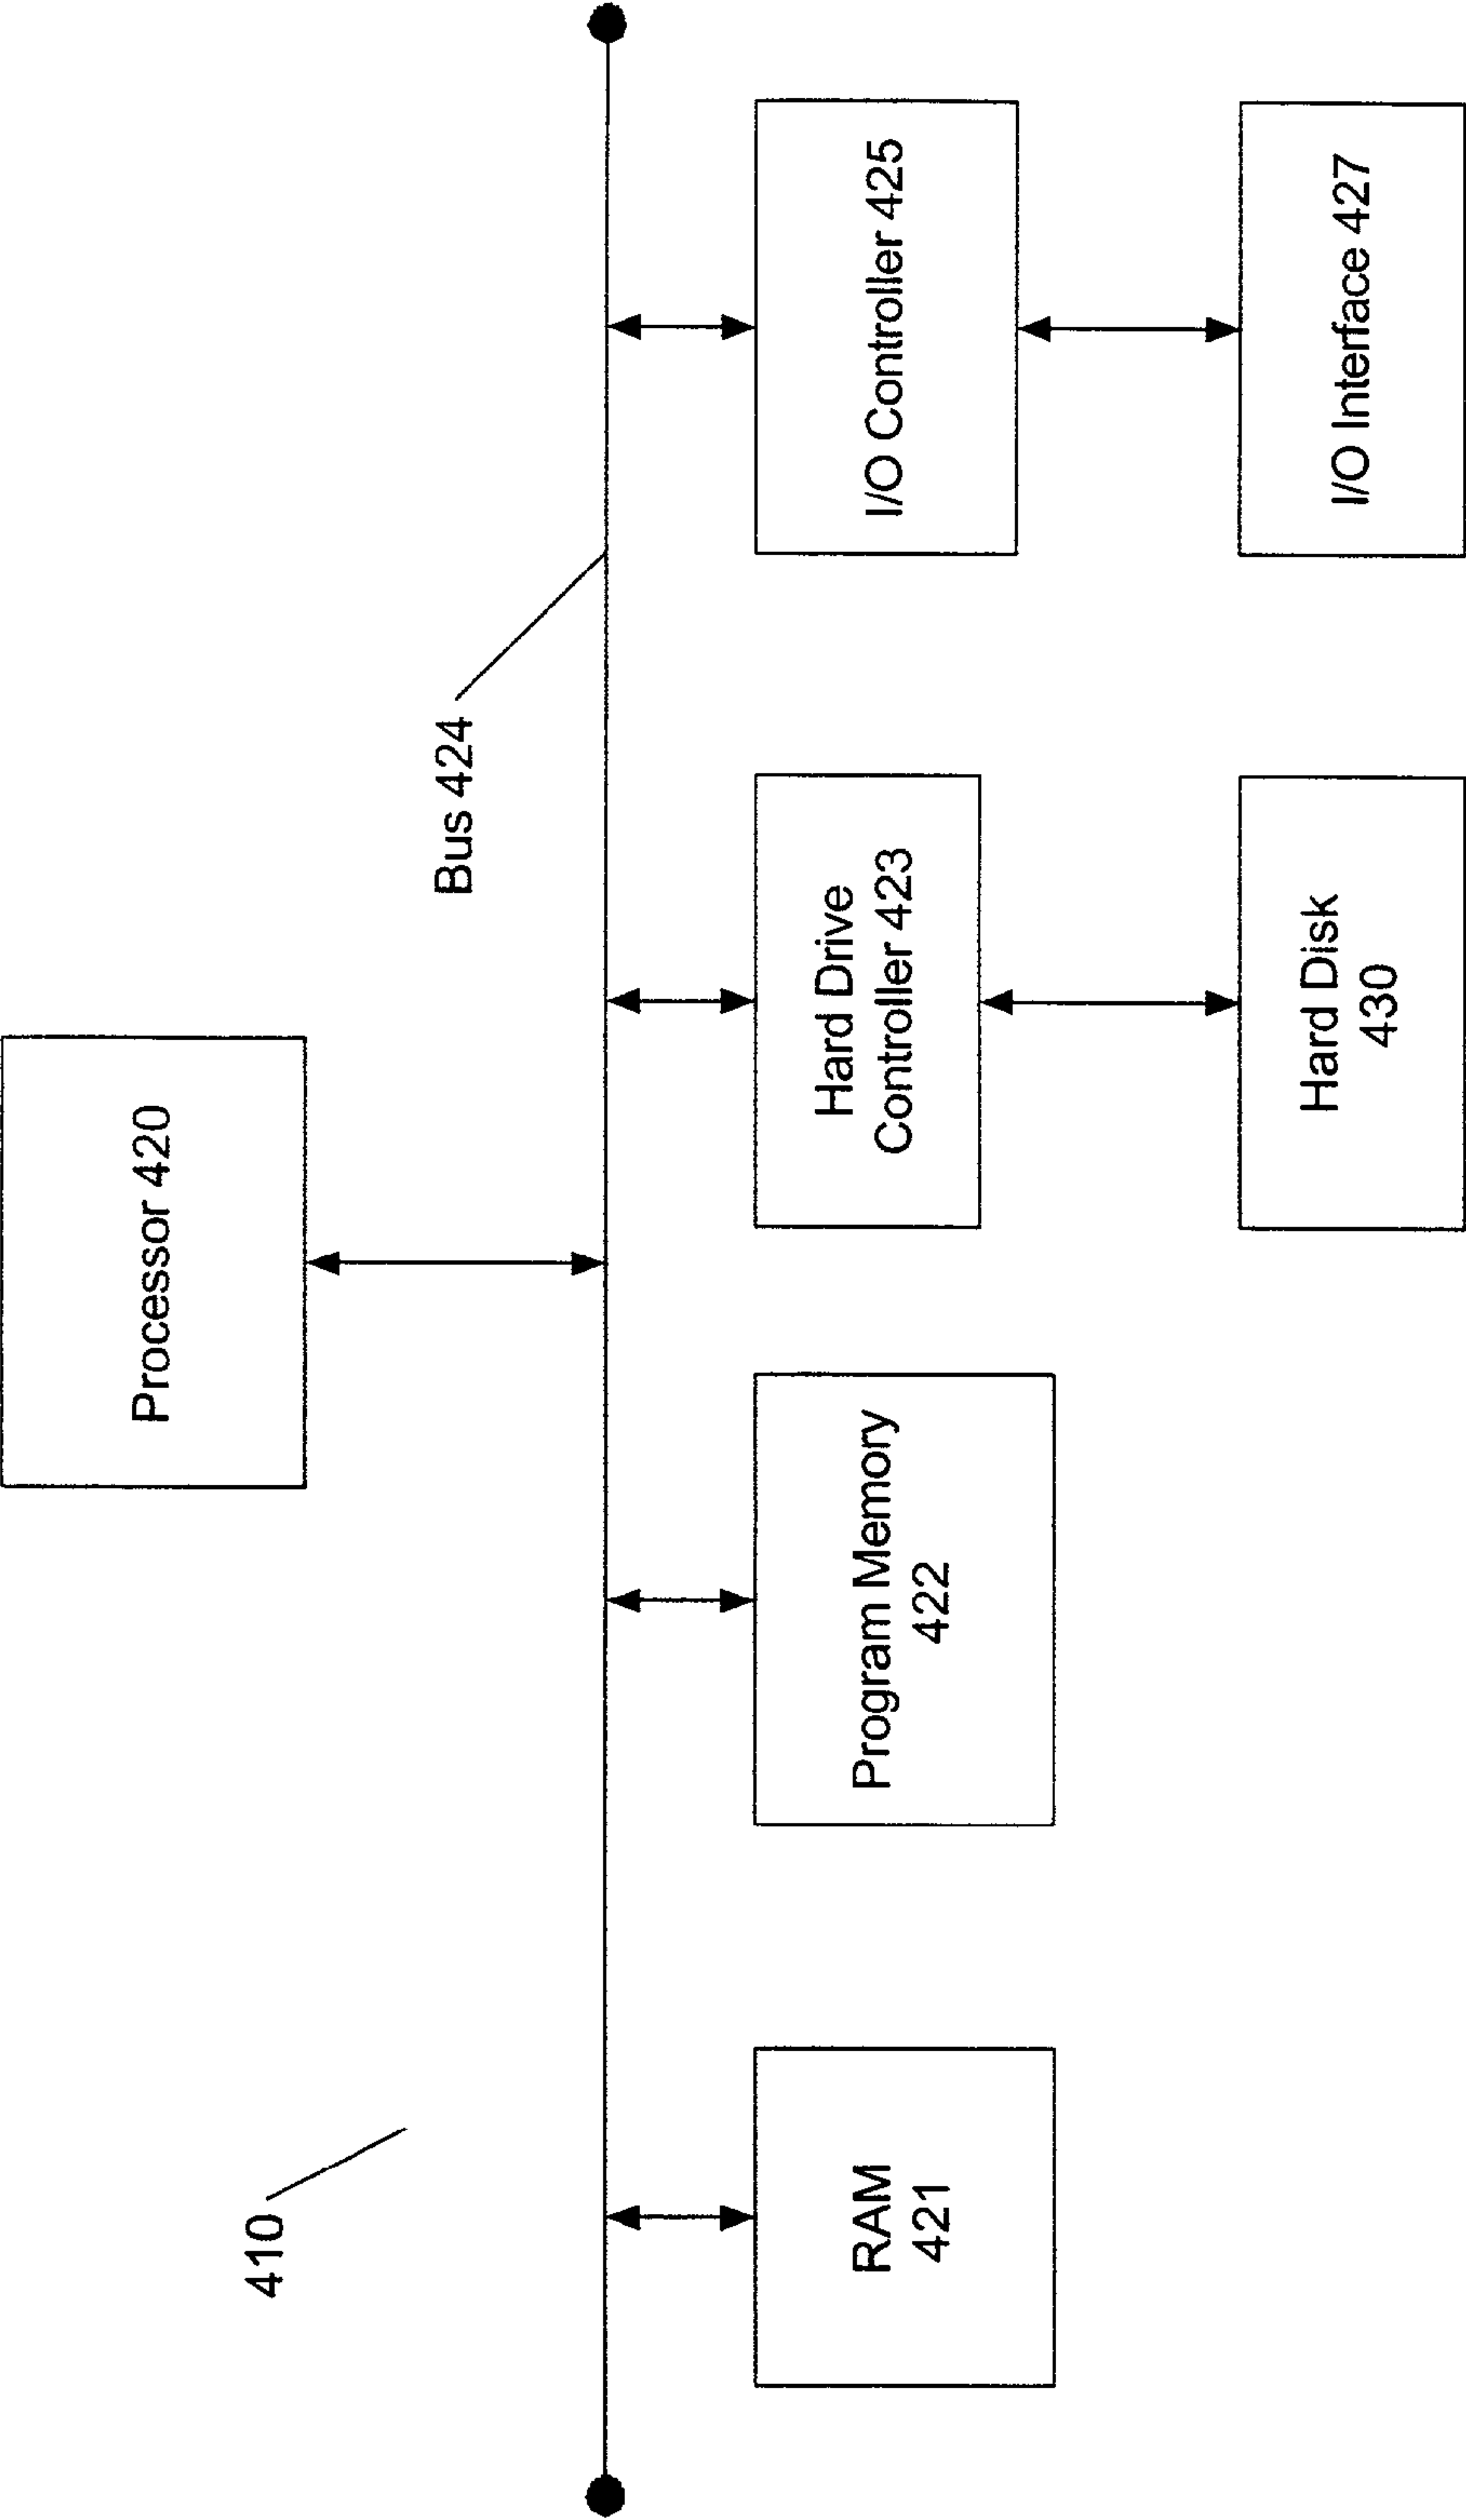 410
Processor 420
Bus 424
RAM
421
Program Memory
422
Hard Drive
Controller 423
I/O Controller 425
Hard Disk
430
I/O Interface 427